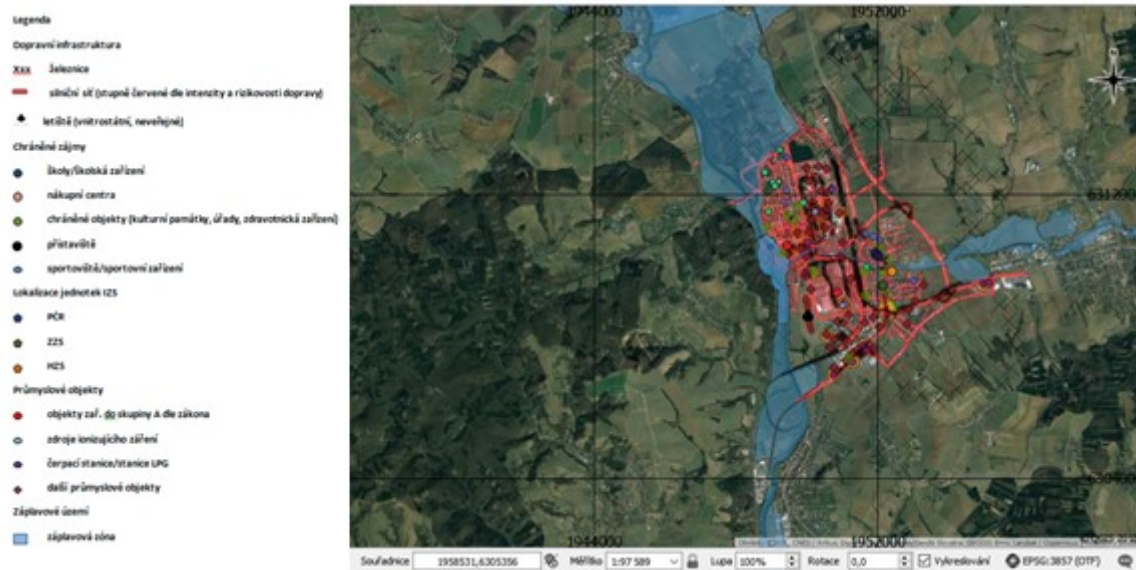 Legenda
Dopravní infrastruktura
Xxx železnice
silniční síť (stupně červené dle intenzity a rizikovosti dopravy)
letiště (vnitrostátní, neveřejné)
Chráněné zájmy
školy/školská zařízení
nákupní centra
chráněné objekty (kulturní památky, úřady, zdravotnická zařízení)
přístaviště
sportoviště/sportovní zařízení
Lokalizace jednotek IZS
PČR
ZZS
HZS
Průmyslové objekty
objekty zař. do skupiny A dle zákona
zdroje ionizujícího záření
čerpací stanice/stanice LPG
další průmyslové objekty
Záplavové území
záplavová zóna
1944000 1952000
6312000
1944000 1952000
Souřadnice 1958531,6305356 Měřítko 1:97 589 Lupa 100% Rotace 0,0 Vykreslování EPSG:3857 (OTF)